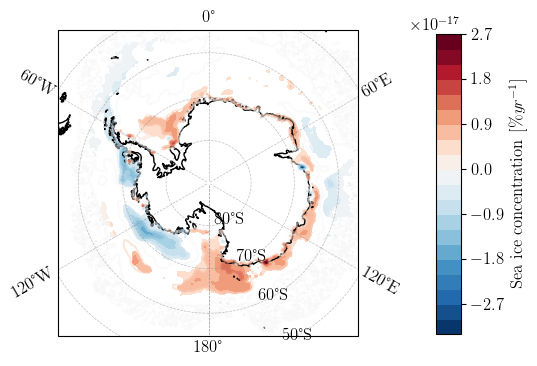 0°
×10⁻¹⁷
60°W
60°E
80°S
70°S
60°S
50°S
120°W
120°E
180°
2.7
1.8
0.9
0.0
−0.9
−1.8
−2.7
Sea ice concentration [%yr⁻¹]